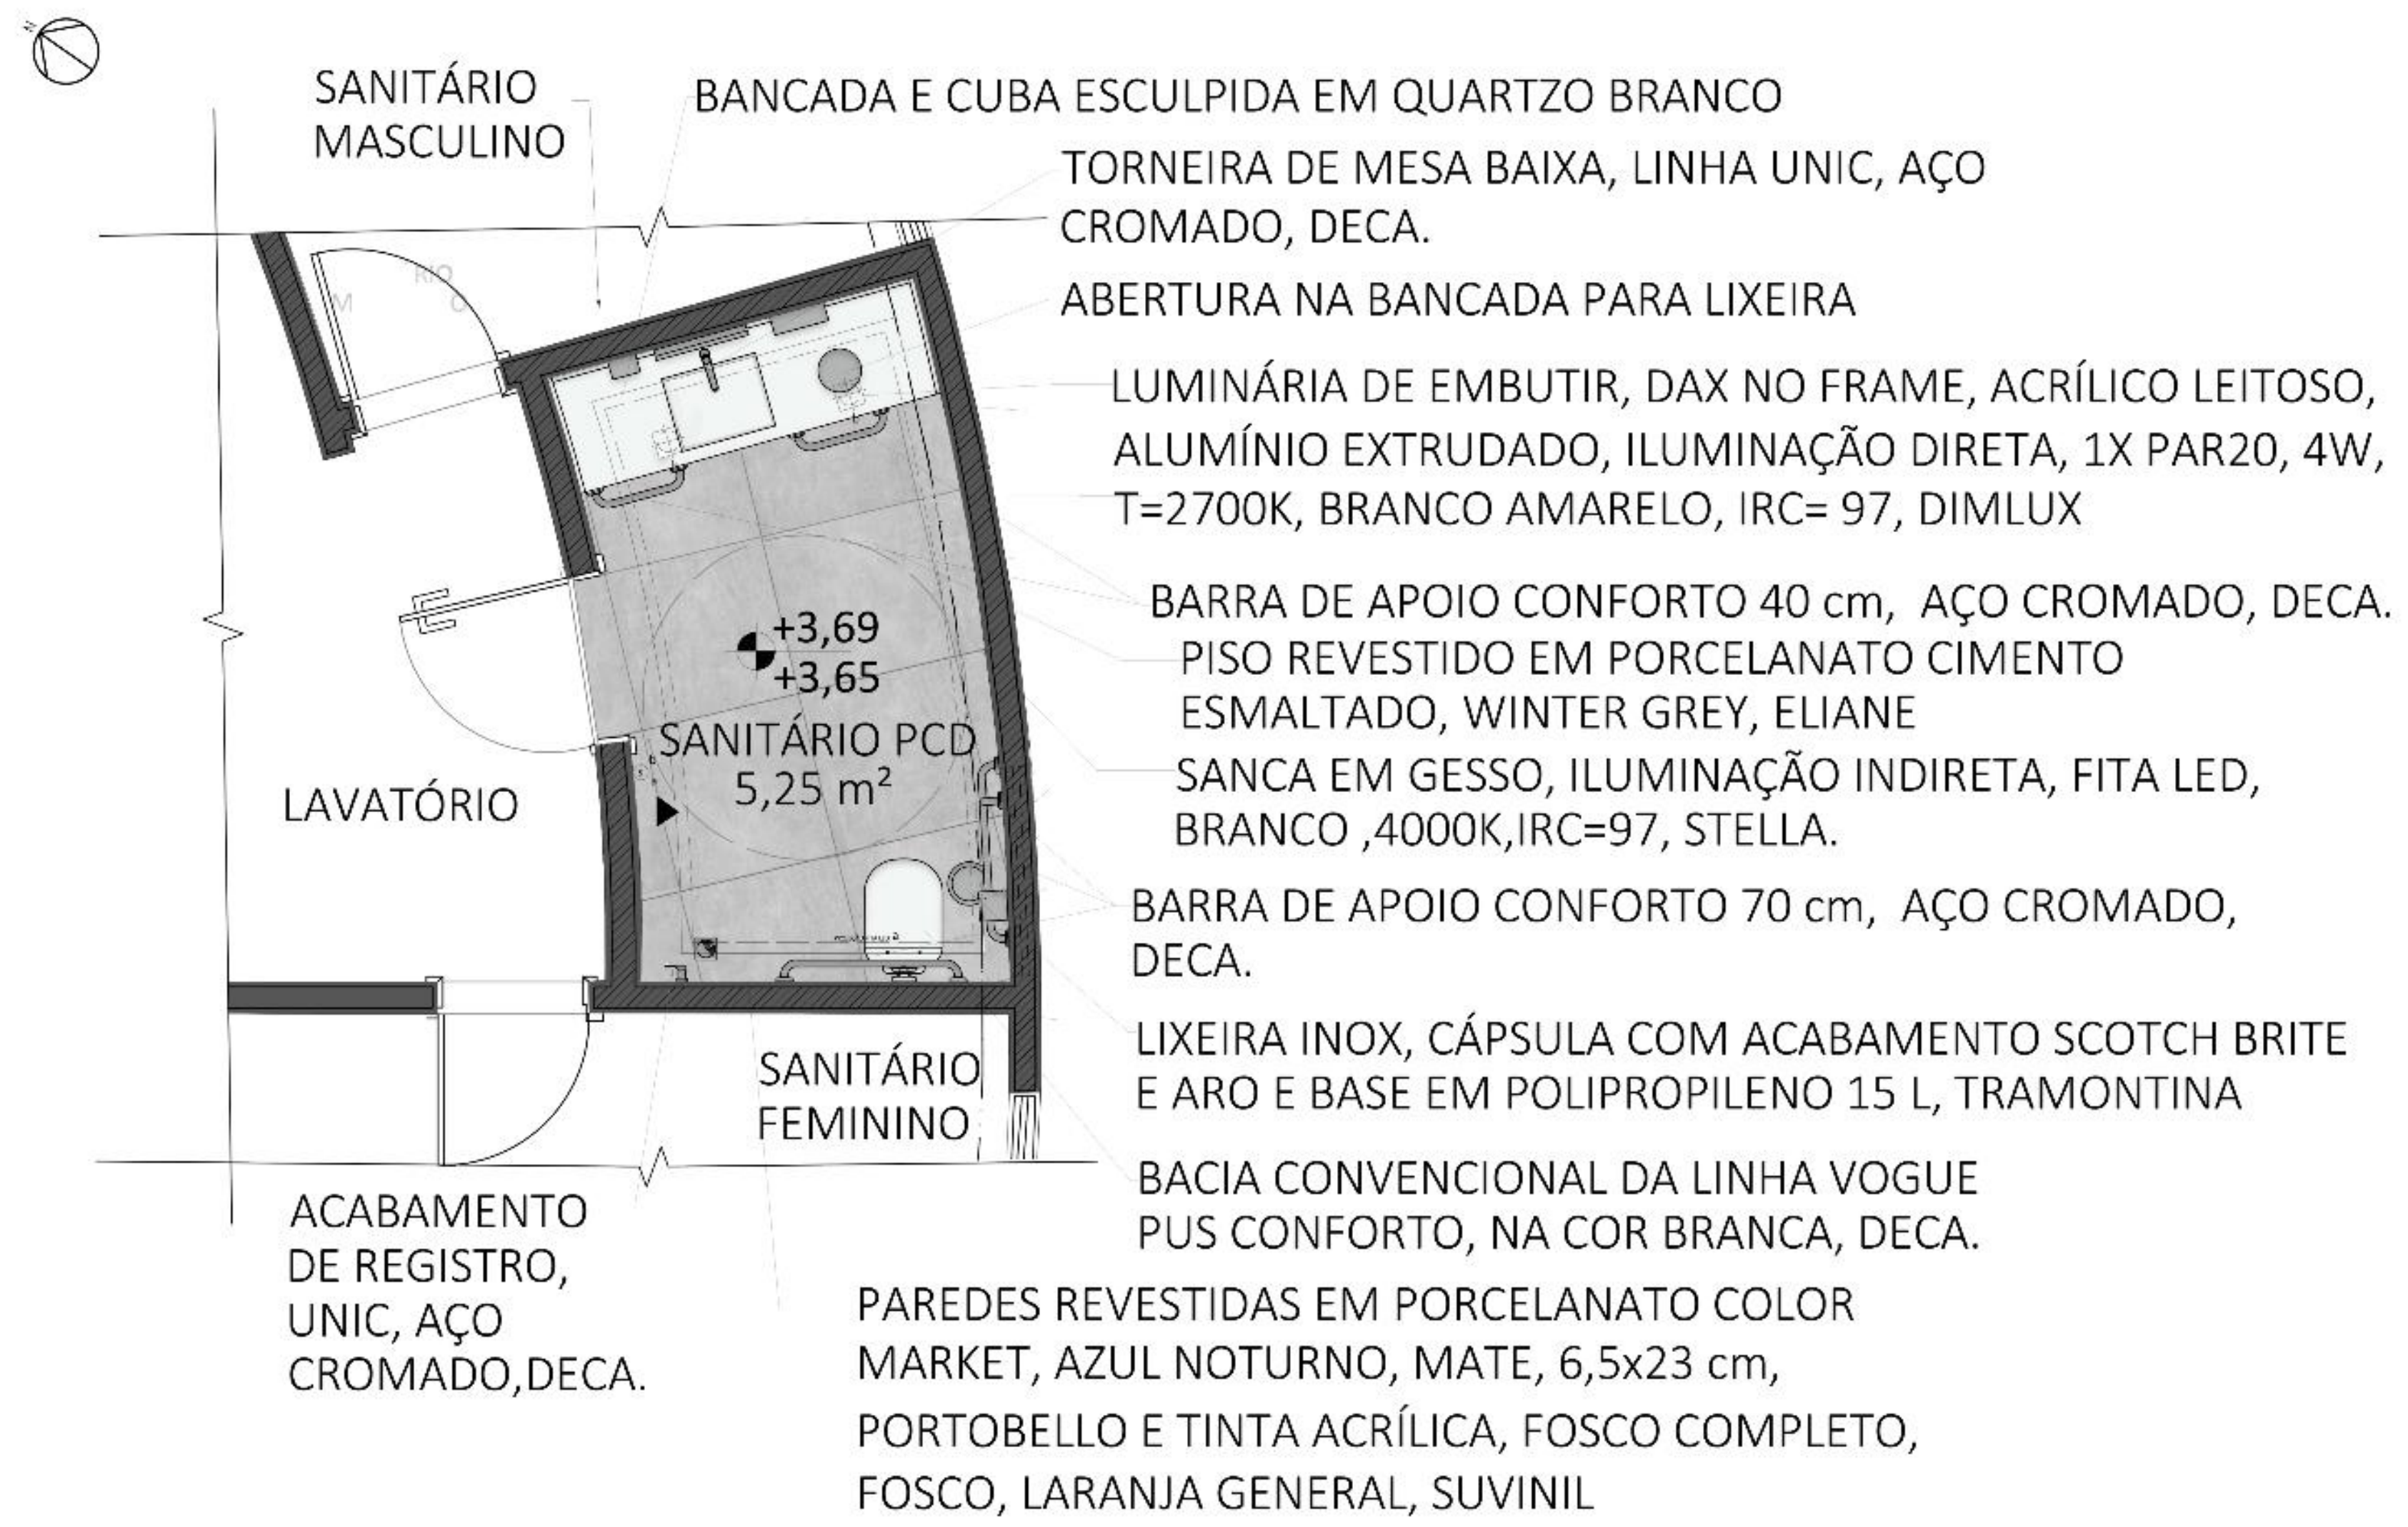 SANITÁRIO
MASCULINO
BANCADA E CUBA ESCULPIDA EM QUARTZO BRANCO
TORNEIRA DE MESA BAIXA, LINHA UNIC, AÇO
CROMADO, DECA.
ABERTURA NA BANCADA PARA LIXEIRA
LUMINÁRIA DE EMBUTIR, DAX NO FRAME, ACRÍLICO LEITOSO,
ALUMÍNIO EXTRUDADO, ILUMINAÇÃO DIRETA, 1X PAR20, 4W,
T=2700K, BRANCO AMARELO, IRC= 97, DIMLUX
BARRA DE APOIO CONFORTO 40 cm, AÇO CROMADO, DECA.
PISO REVESTIDO EM PORCELANATO CIMENTO
ESMALTADO, WINTER GREY, ELIANE
SANCA EM GESSO, ILUMINAÇÃO INDIRETA, FITA LED,
BRANCO ,4000K,IRC=97, STELLA.
BARRA DE APOIO CONFORTO 70 cm, AÇO CROMADO,
DECA.
LIXEIRA INOX, CÁPSULA COM ACABAMENTO SCOTCH BRITE
E ARO E BASE EM POLIPROPILENO 15 L, TRAMONTINA
BACIA CONVENCIONAL DA LINHA VOGUE
PUS CONFORTO, NA COR BRANCA, DECA.
PAREDES REVESTIDAS EM PORCELANATO COLOR
MARKET, AZUL NOTURNO, MATE, 6,5x23 cm,
PORTOBELLO E TINTA ACRÍLICA, FOSCO COMPLETO,
FOSCO, LARANJA GENERAL, SUVINIL
N
RIO
M
O
+3,69
+3,65
SANITÁRIO PCD
5,25 m²
LAVATÓRIO
SANITÁRIO
FEMININO
ACABAMENTO
DE REGISTRO,
UNIC, AÇO
CROMADO,DECA.